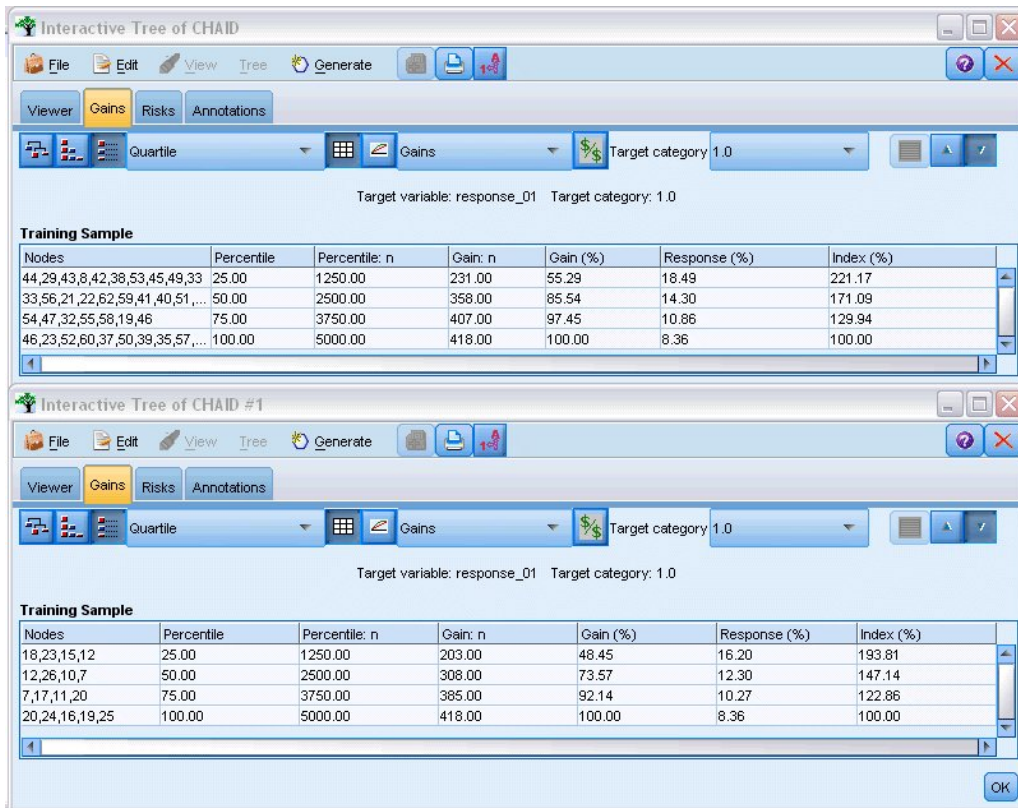 Interactive Tree of CHAID
File Edit View Tree Generate
Viewer Gains Risks Annotations
Quartile Gains Target category 1.0
Target variable: response_01 Target category: 1.0
Training Sample
Nodes Percentile Percentile: n Gain: n Gain (%) Response (%) Index (%)
44,29,43,8,42,38,53,45,49,33 25.00 1250.00 231.00 55.29 18.49 221.17
33,56,21,22,62,59,41,40,51,... 50.00 2500.00 358.00 85.54 14.30 171.09
54,47,32,55,58,19,46 75.00 3750.00 407.00 97.45 10.86 129.94
46,23,52,60,37,50,39,35,57,... 100.00 5000.00 418.00 100.00 8.36 100.00
Interactive Tree of CHAID #1
File Edit View Tree Generate
Viewer Gains Risks Annotations
Quartile Gains Target category 1.0
Target variable: response_01 Target category: 1.0
Training Sample
Nodes Percentile Percentile: n Gain: n Gain (%) Response (%) Index (%)
18,23,15,12 25.00 1250.00 203.00 48.45 16.20 193.81
12,26,10,7 50.00 2500.00 308.00 73.57 12.30 147.14
7,17,11,20 75.00 3750.00 385.00 92.14 10.27 122.86
20,24,16,19,25 100.00 5000.00 418.00 100.00 8.36 100.00
OK